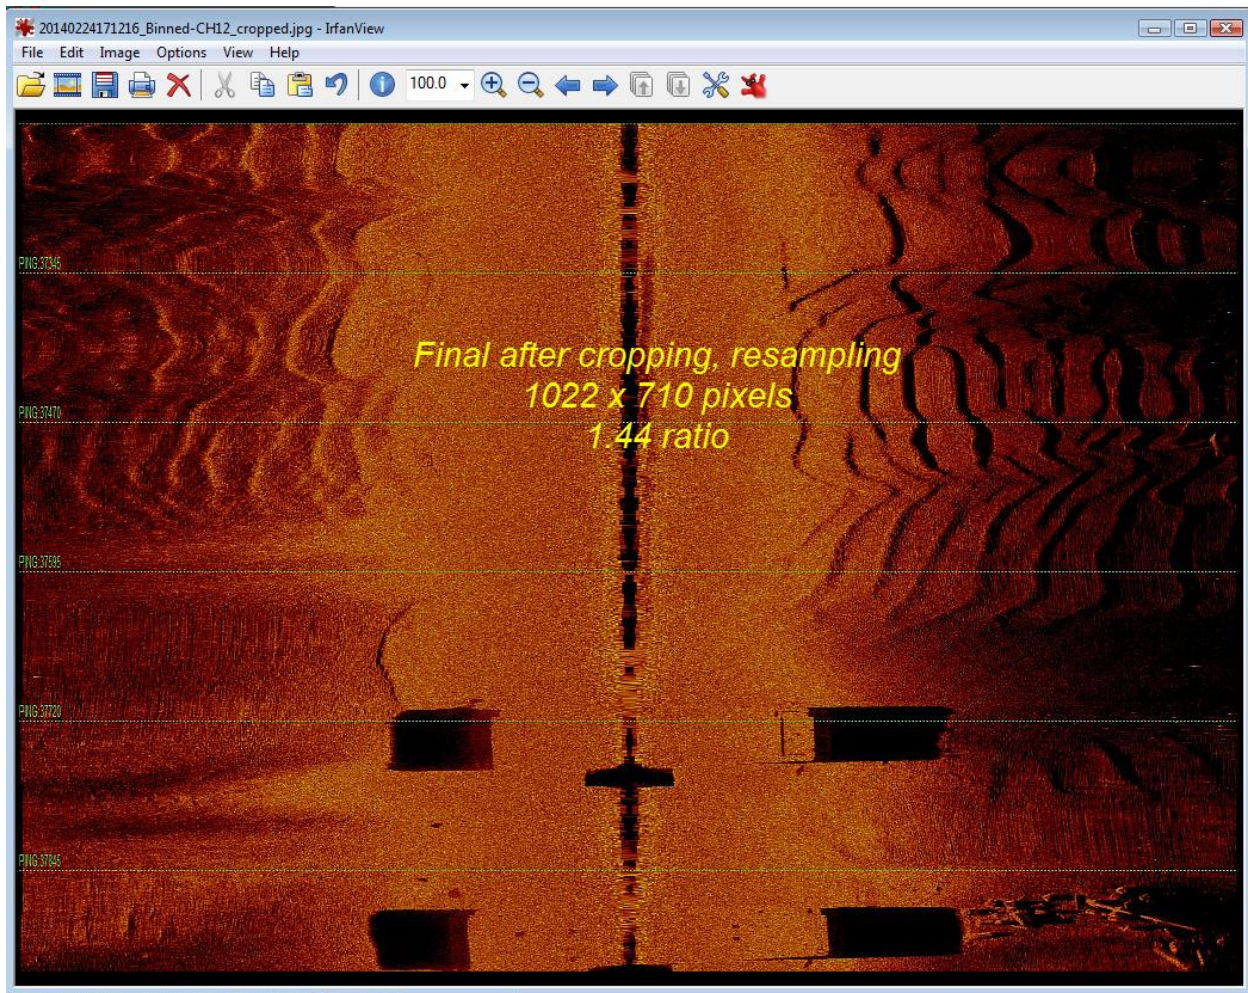 20140224171216_Binned-CH12_cropped.jpg - IrfanView
File Edit Image Options View Help
100.0
PING:37345
Final after cropping, resampling
1022 x 710 pixels
1.44 ratio
PING:37470
PING:37595
PING:37720
PING:37845